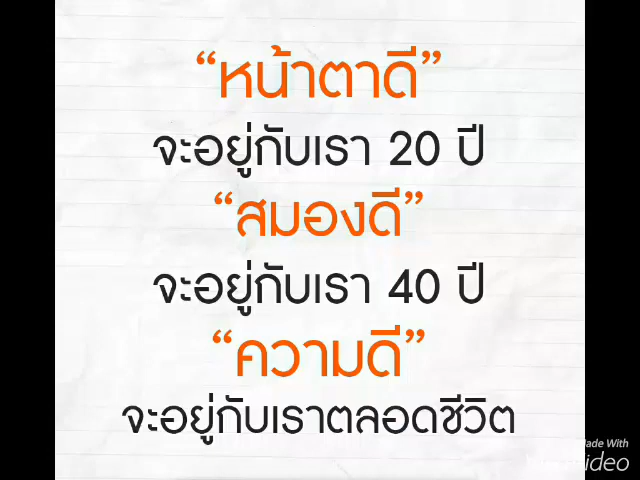 “หน้าตาดี”
จะอยู่กับเรา 20 ปี
“สมองดี”
จะอยู่กับเรา 40 ปี
“ความดี”
จะอยู่กับเราตลอดชีวิต
Made With